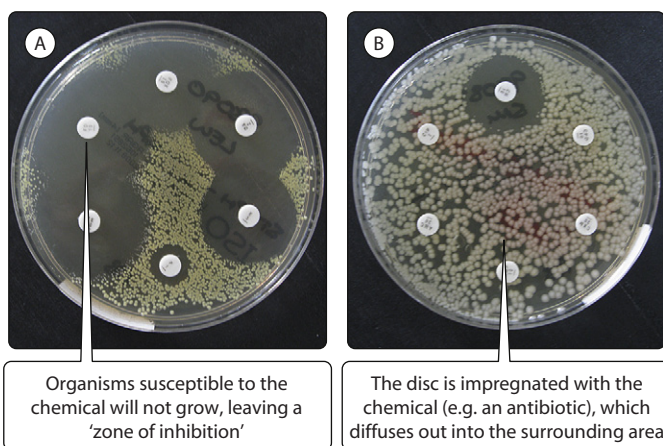 A
B
Organisms susceptible to the
chemical will not grow, leaving a
‘zone of inhibition’
The disc is impregnated with the
chemical (e.g. an antibiotic), which
diffuses out into the surrounding area